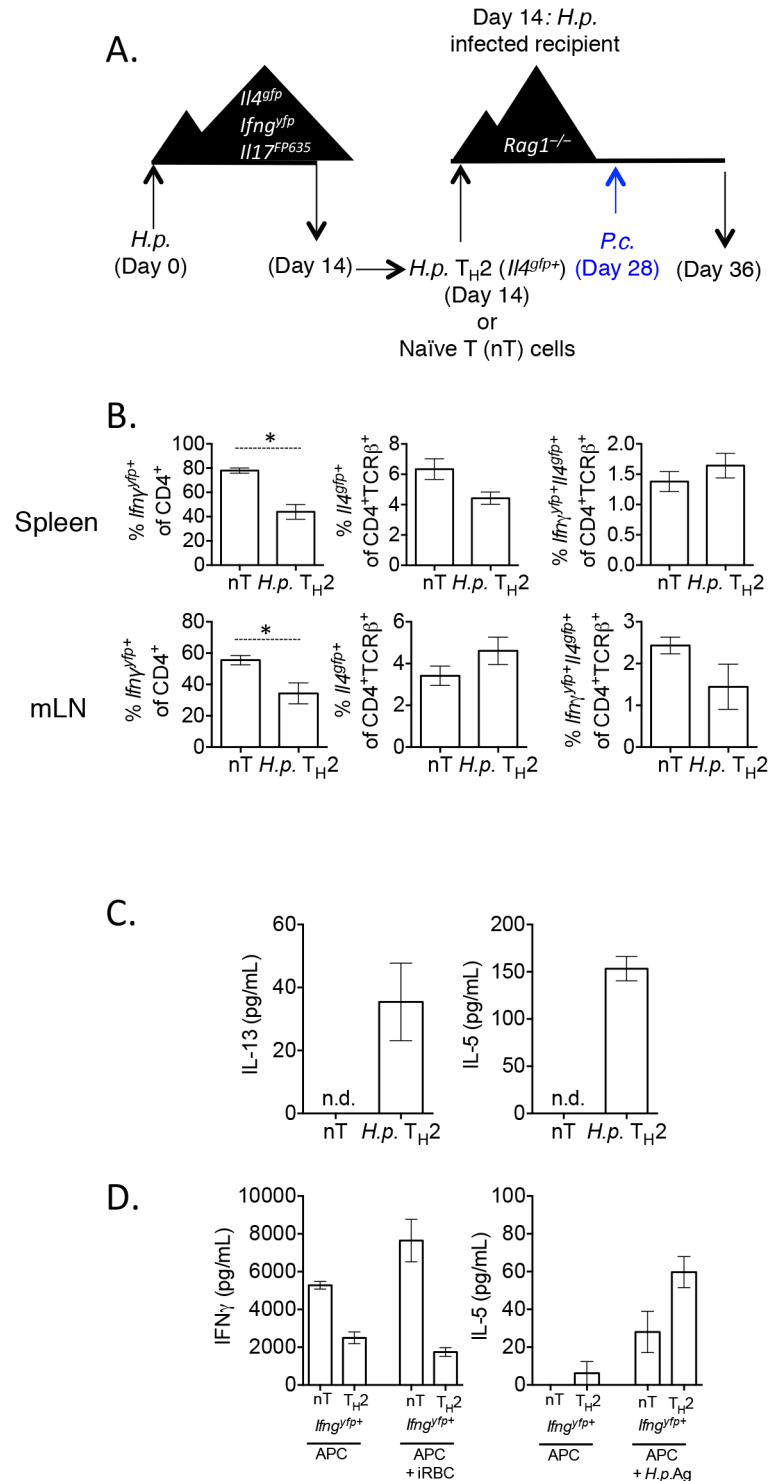 A.
Day 14: H.p.
infected recipient
Il4gfp
Ifngyfp
Il17FP635
Rag1–/–
H.p.
(Day 0)
(Day 14)
H.p. TH2 (Il4gfp+)
(Day 14)
or
Naïve T (nT) cells
P.c.
(Day 28)
(Day 36)
B.
Spleen
% Ifnγyfp+
of CD4+
100
80
60
40
20
0
*
nT H.p. TH2
% Il4gfp+
of CD4+TCRβ+
8
6
4
2
0
nT H.p. TH2
% Ifnγyfp+Il4gfp+
of CD4+TCRβ+
2.0
1.5
1.0
0.5
0.0
nT H.p. TH2
mLN
% Ifnγyfp+
of CD4+
80
60
40
20
0
*
nT H.p. TH2
% Il4gfp+
of CD4+TCRβ+
6
4
2
0
nT H.p. TH2
% Ifnγyfp+Il4gfp+
of CD4+TCRβ+
3
2
1
0
nT H.p. TH2
C.
IL-13 (pg/mL)
60
40
20
0
n.d.
nT H.p. TH2
IL-5 (pg/mL)
200
150
100
50
0
n.d.
nT H.p. TH2
D.
IFNγ (pg/mL)
10000
8000
6000
4000
2000
0
nT TH2 nT TH2
Ifngyfp+ Ifngyfp+
APC APC
+ iRBC
IL-5 (pg/mL)
100
80
60
40
20
0
nT TH2 nT TH2
Ifngyfp+ Ifngyfp+
APC APC
+ H.p.Ag